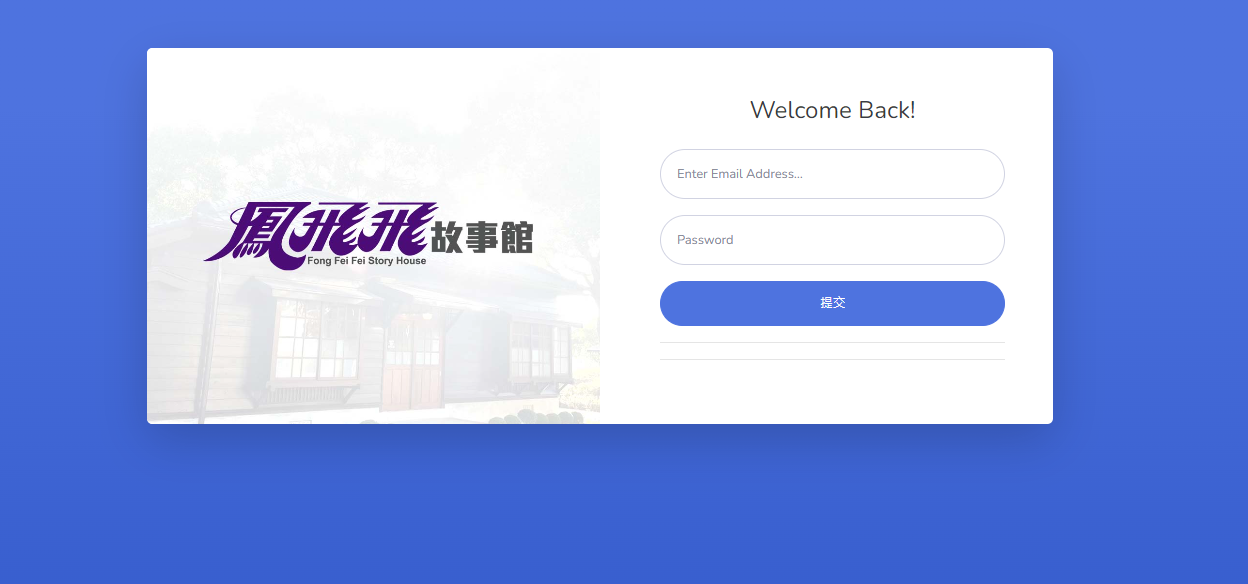 鳳飛飛故事館
Fong Fei Fei Story House
Welcome Back!
Enter Email Address...
Password
提交